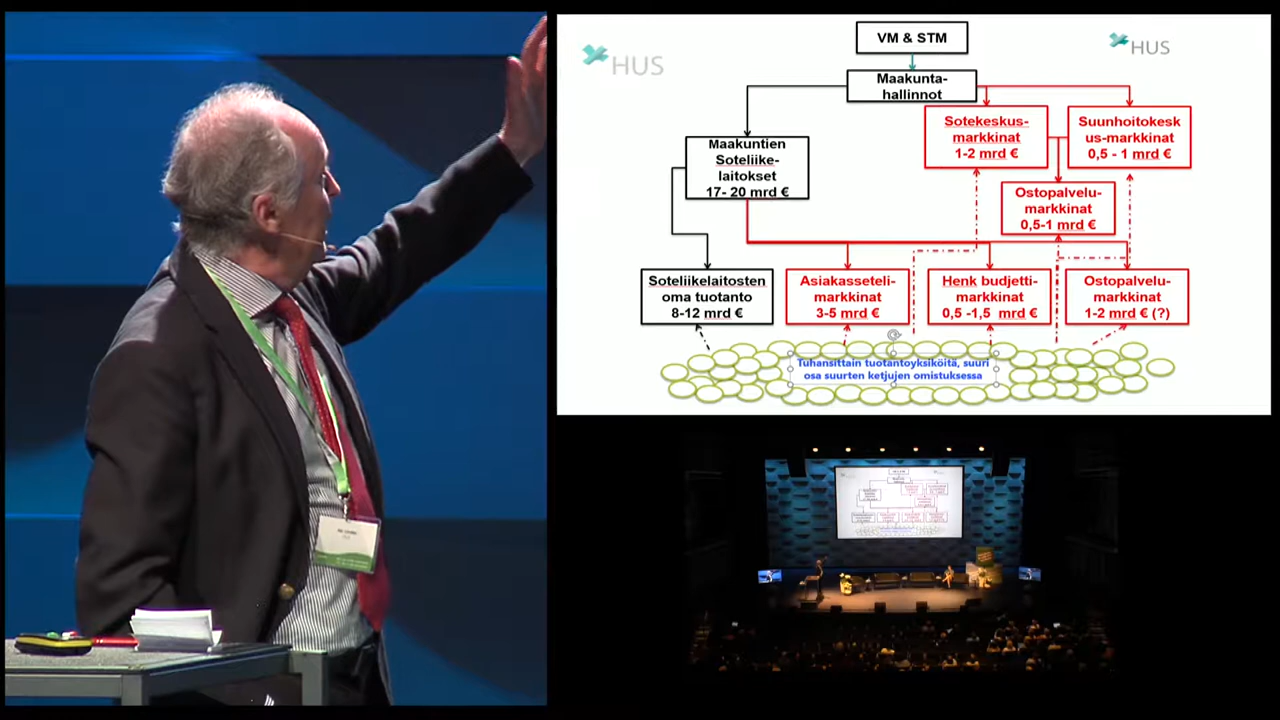 HUS
HUS
VM & STM
Maakunta-
hallinnot
Sotekeskus-
markkinat
1-2 mrd €
Suunhoitokesk
us-markkinat
0,5 - 1 mrd €
Maakuntien
Soteliike-
laitokset
17- 20 mrd €
Ostopalvelu-
markkinat
0,5-1 mrd €
Soteliikelaitosten
oma tuotanto
8-12 mrd €
Asiakasseteli-
markkinat
3-5 mrd €
Henk budjetti-
markkinat
0,5 -1,5 mrd €
Ostopalvelu-
markkinat
1-2 mrd € (?)
Tuhansittain tuotantoyksiköitä, suuri
osa suurten ketjujen omistuksessa